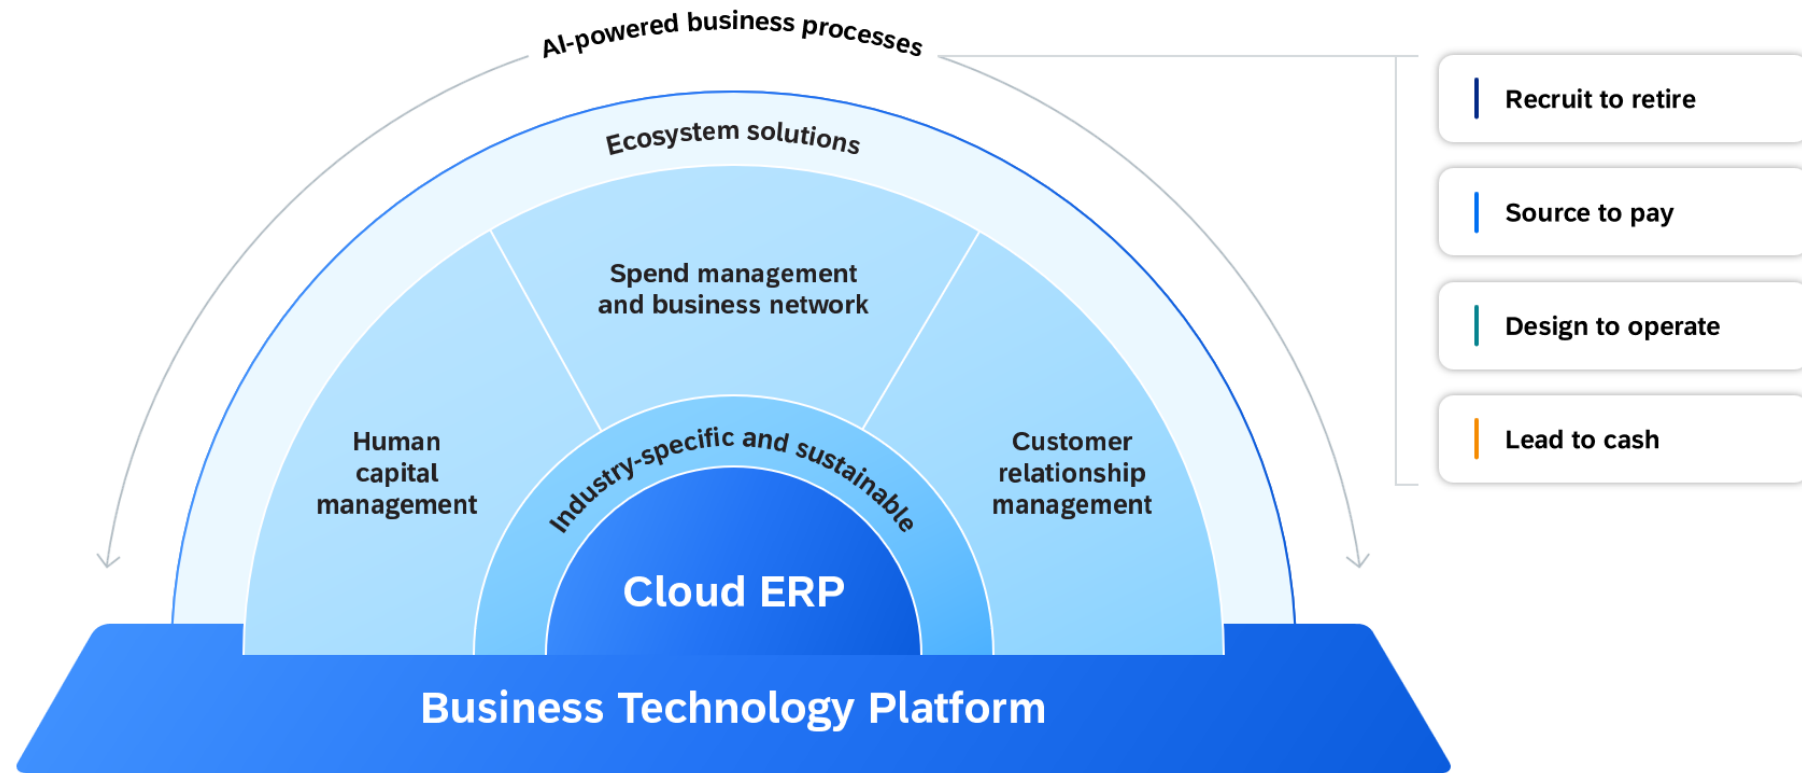 AI-powered business processes
Ecosystem solutions
Spend management
and business network
Human
capital
management
Customer
relationship
management
Industry-specific and sustainable
Cloud ERP
Business Technology Platform
Recruit to retire
Source to pay
Design to operate
Lead to cash